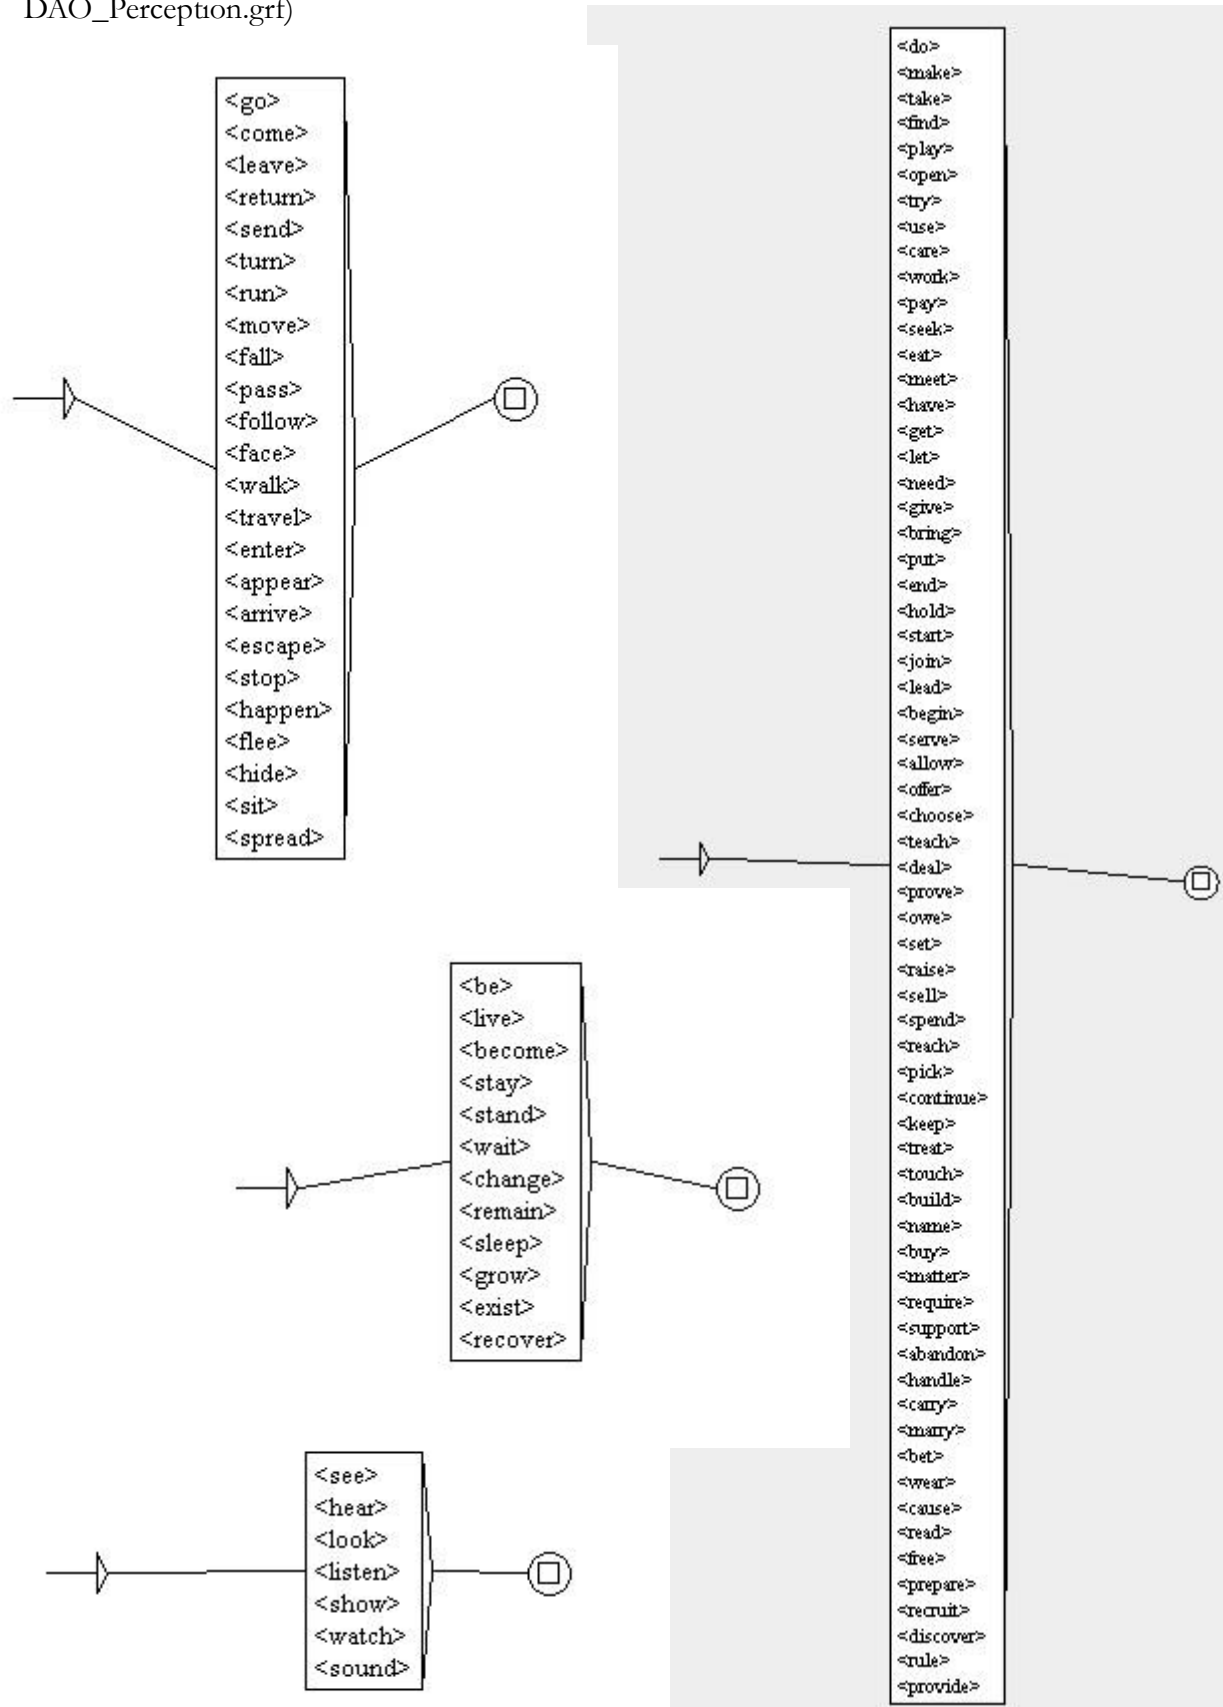 DAO_Perception.grf)
<go>
<come>
<leave>
<return>
<send>
<turn>
<run>
<move>
<fall>
<pass>
<follow>
<face>
<walk>
<travel>
<enter>
<appear>
<arrive>
<escape>
<stop>
<happen>
<flee>
<hide>
<sit>
<spread>
<be>
<live>
<become>
<stay>
<stand>
<wait>
<change>
<remain>
<sleep>
<grow>
<exist>
<recover>
<see>
<hear>
<look>
<listen>
<show>
<watch>
<sound>
<do>
<make>
<take>
<find>
<play>
<open>
<try>
<use>
<care>
<work>
<pay>
<seek>
<eat>
<meet>
<have>
<get>
<let>
<need>
<give>
<bring>
<put>
<end>
<hold>
<start>
<join>
<lead>
<begin>
<serve>
<allow>
<offer>
<choose>
<teach>
<deal>
<prove>
<owe>
<set>
<raise>
<sell>
<spend>
<reach>
<pick>
<continue>
<keep>
<treat>
<touch>
<build>
<name>
<buy>
<matter>
<require>
<support>
<abandon>
<handle>
<carry>
<marry>
<bet>
<wear>
<cause>
<read>
<free>
<prepare>
<recruit>
<discover>
<rule>
<provide>